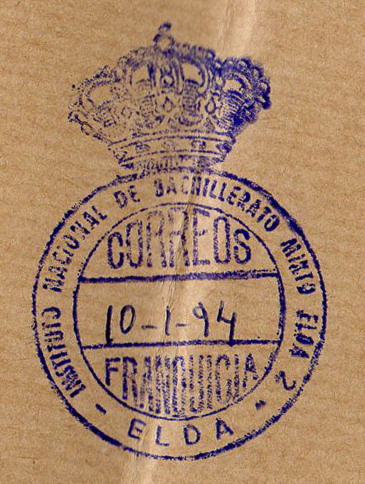 INSTITUTO NACIONAL DE BACHILLERATO MIXTO ELDA 2
CORREOS
10-1-94
FRANQUICIA
- ELDA -